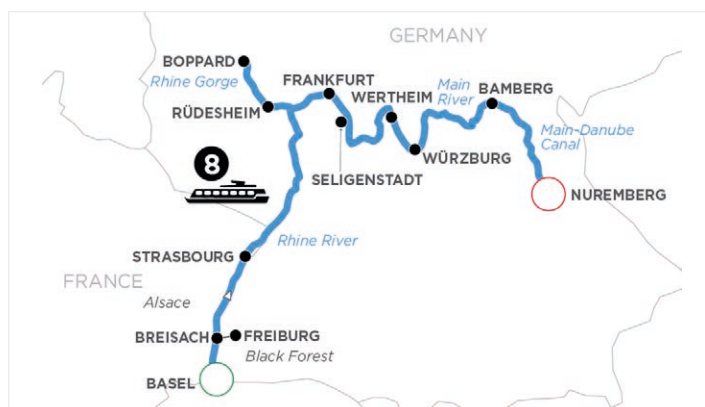 GERMANY
BOPPARD
Rhine Gorge
FRANKFURT
RÜDESHEIM
WERTHEIM
Main
River
BAMBERG
Main-Danube
Canal
WÜRZBURG
SELIGENSTADT
NUREMBERG
8
Rhine River
STRASBOURG
FRANCE
Alsace
BREISACH
FREIBURG
Black Forest
BASEL